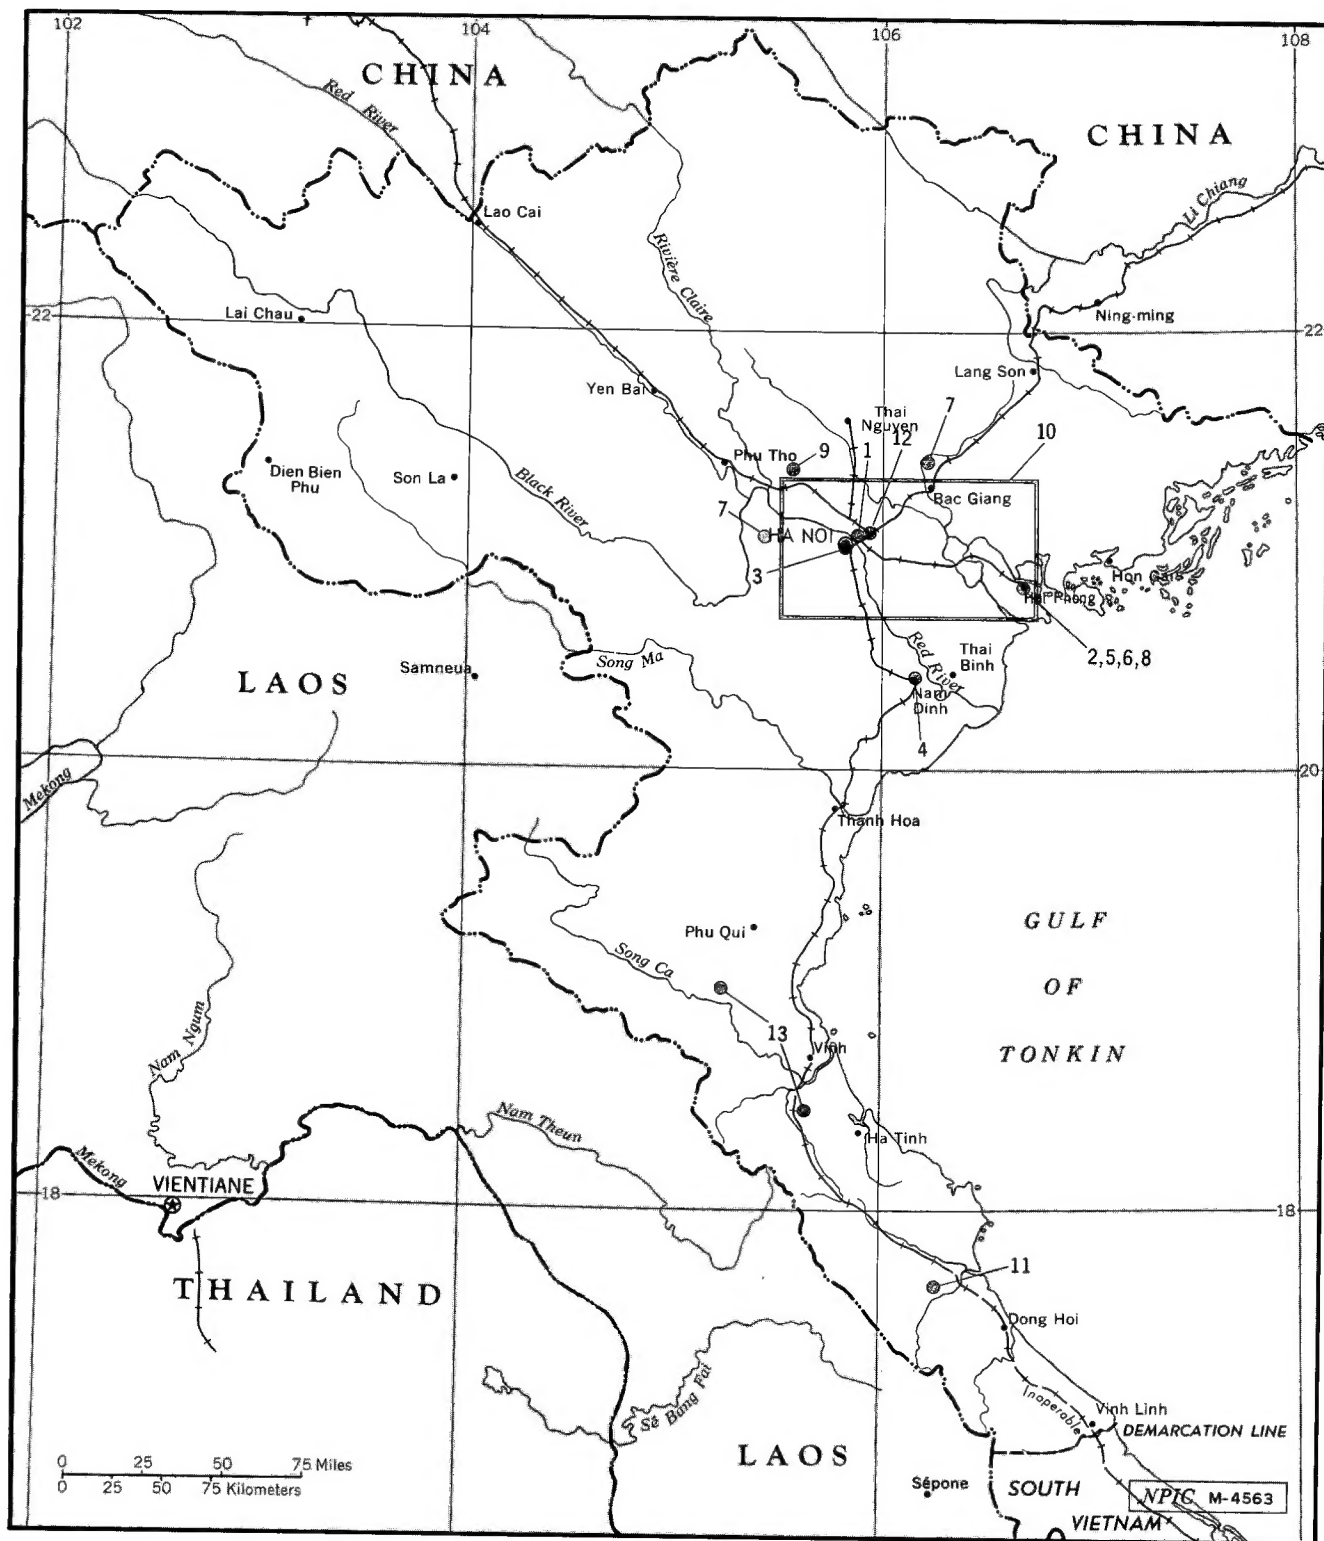 102
104
106
108
CHINA
Red River
CHINA
Li Chiang
Lao Cai
Rivière Claire
22
Lai Chau
Ning-ming
22
Lang Son
Yen Bai
Thai
Nguyen
7
10
12
1
9
Phu Tho
Dien Bien
Phu
Son La
Black River
Bac Giang
7
HA NOI
3
Hon Gai
Hai Phong
2,5,6,8
Red River
Thai
Binh
Song Ma
Samneua
LAOS
Nam
Dinh
4
20
Mekong
Thanh Hoa
Phu Qui
Song Ca
GULF
OF
TONKIN
13
Vinh
Nam Ngum
Nam Theun
Ha Tinh
Mekong
VIENTIANE
18
18
11
THAILAND
Dong Hoi
Sé Bang Fai
Inoperable
Vinh Linh
DEMARCATION LINE
LAOS
0 25 50 75 Miles
0 25 50 75 Kilometers
Sépone
SOUTH
VIETNAM
NPIC M-4563